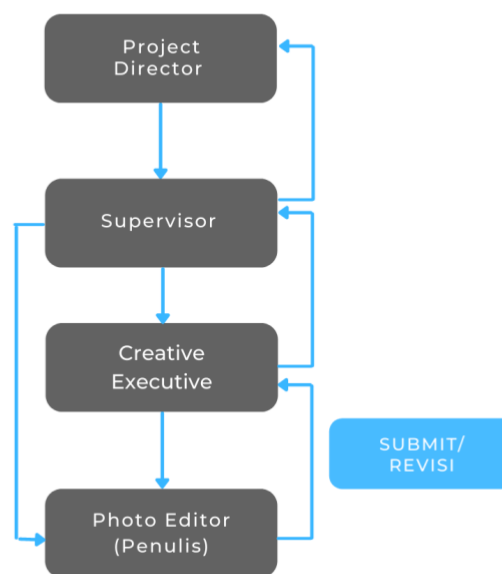 Project
Director
Supervisor
Creative
Executive
SUBMIT/
REVISI
Photo Editor
(Penulis)